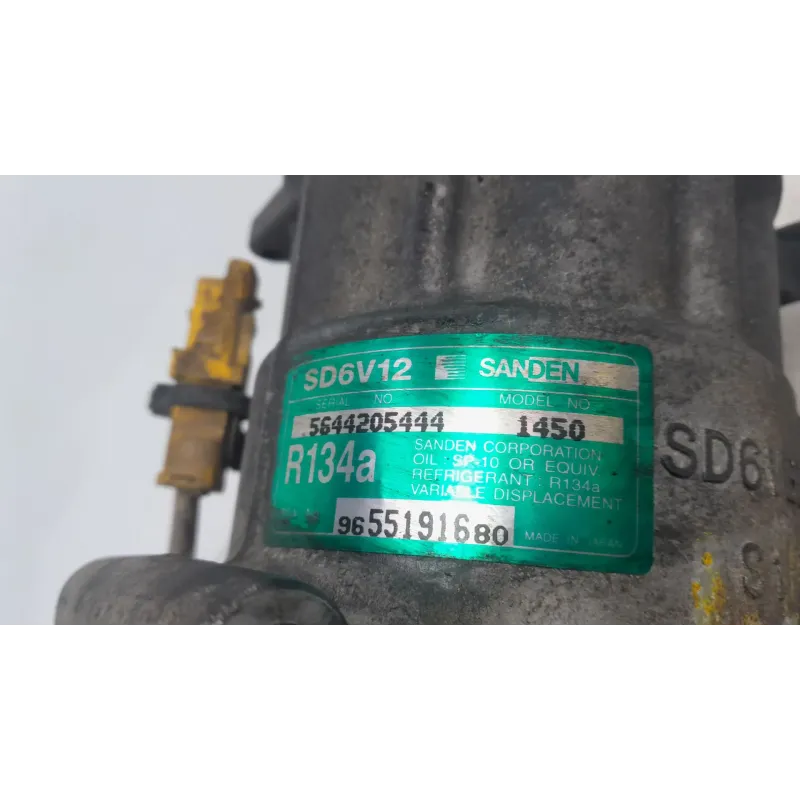 SD6V12 SANDEN
SERIAL NO. MODEL NO.
5644205444 1450
R134a
SANDEN CORPORATION
OIL : SP-10 OR EQUIV.
REFRIGERANT : R134a
VARIABLE DISPLACEMENT
9655191680
MADE IN JAPAN
SD6